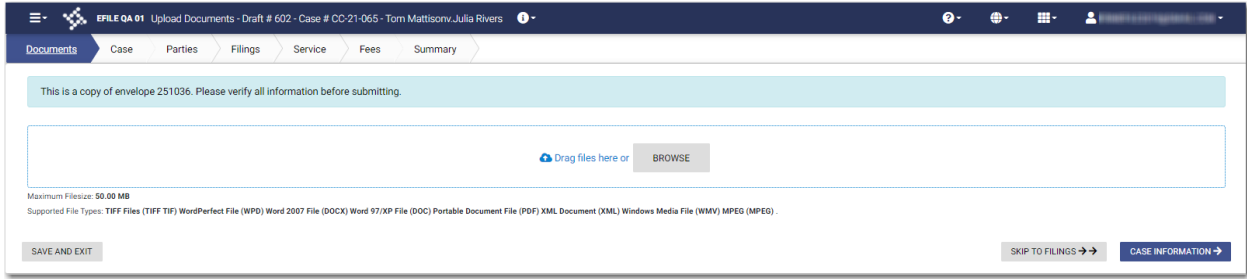 EFILE QA 01 Upload Documents - Draft # 602 - Case # CC-21-065 - Tom Mattisonv.Julia Rivers
Documents Case Parties Filings Service Fees Summary
This is a copy of envelope 251036. Please verify all information before submitting.
Drag files here or BROWSE
Maximum Filesize: 50.00 MB
Supported File Types: TIFF Files (TIFF TIF) WordPerfect File (WPD) Word 2007 File (DOCX) Word 97/XP File (DOC) Portable Document File (PDF) XML Document (XML) Windows Media File (WMV) MPEG (MPEG) .
SAVE AND EXIT SKIP TO FILINGS →→ CASE INFORMATION →